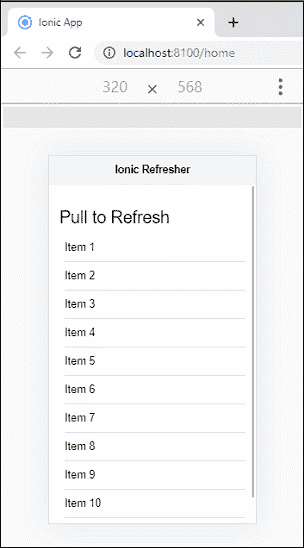 Ionic App
localhost:8100/home
320 × 568
Ionic Refresher
Pull to Refresh
Item 1
Item 2
Item 3
Item 4
Item 5
Item 6
Item 7
Item 8
Item 9
Item 10